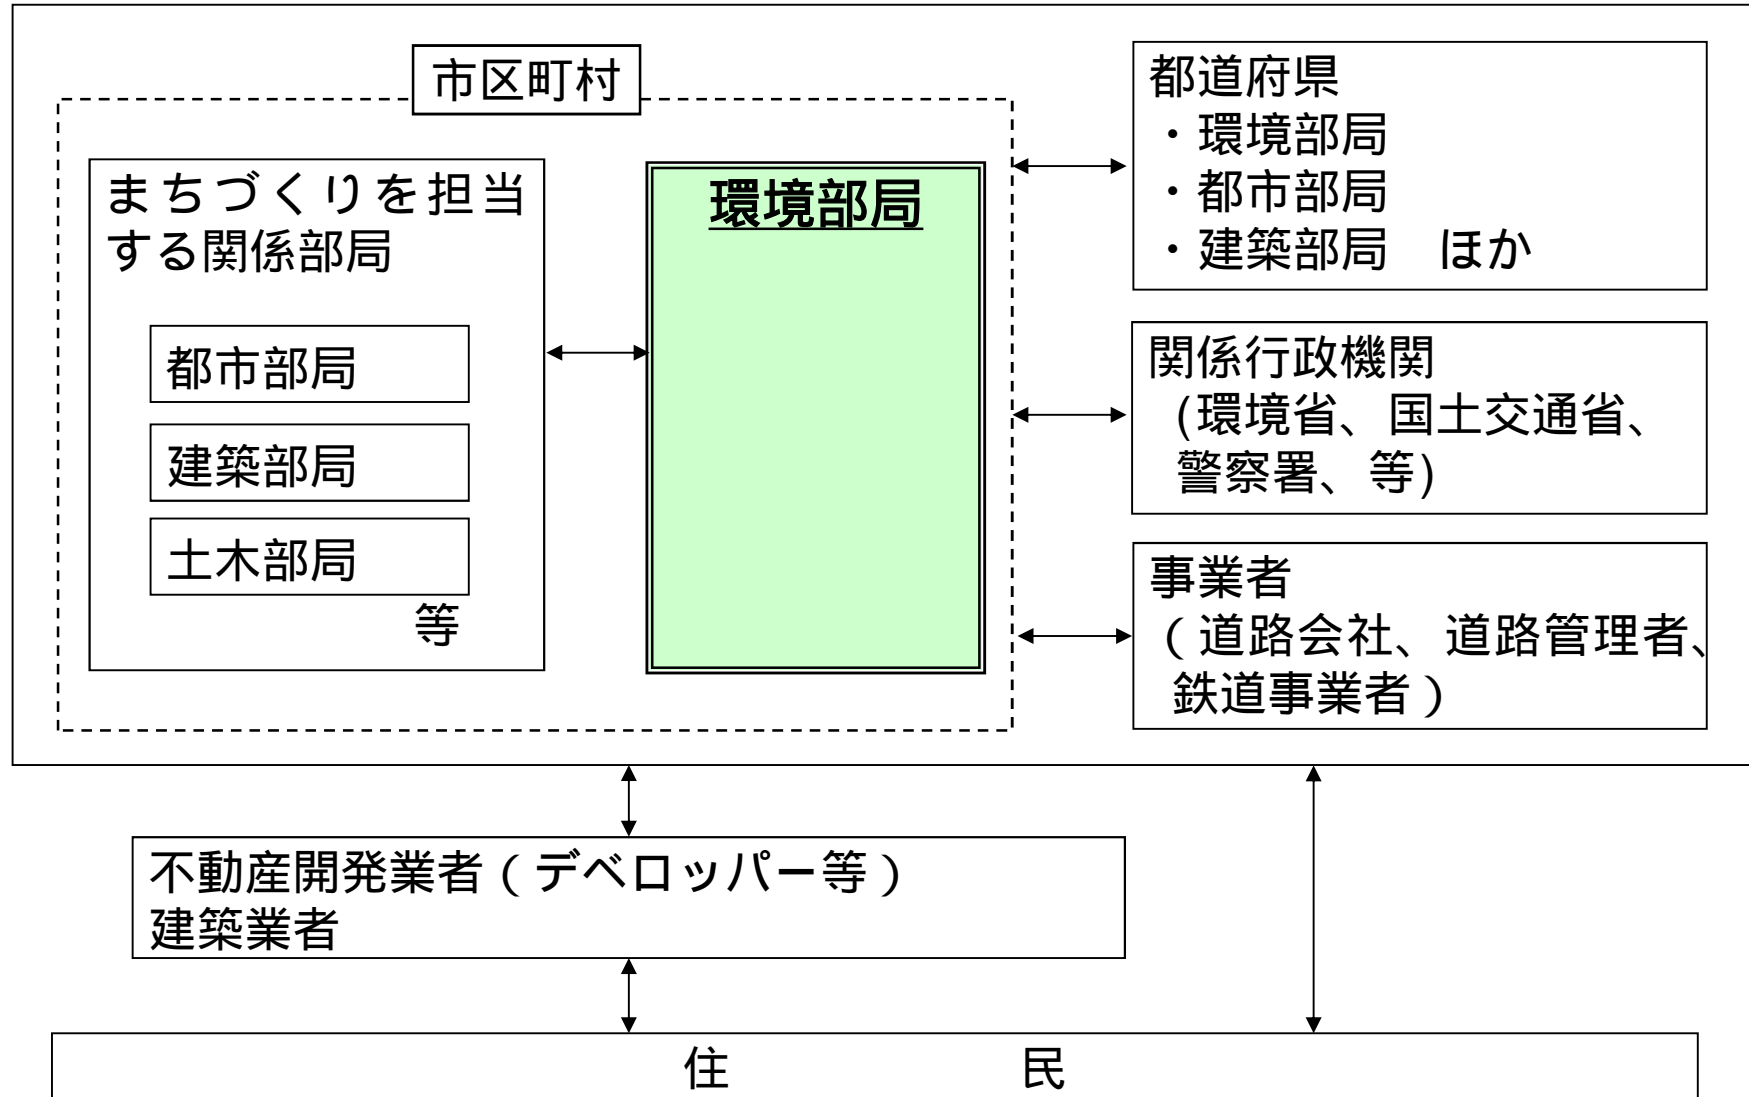 市区町村
まちづくりを担当
する関係部局
都市部局
建築部局
土木部局
等
環境部局
都道府県
・環境部局
・都市部局
・建築部局　ほか
関係行政機関
(環境省、国土交通省、
警察署、等)
事業者
（道路会社、道路管理者、
鉄道事業者）
不動産開発業者（デベロッパー等）
建築業者
住　民